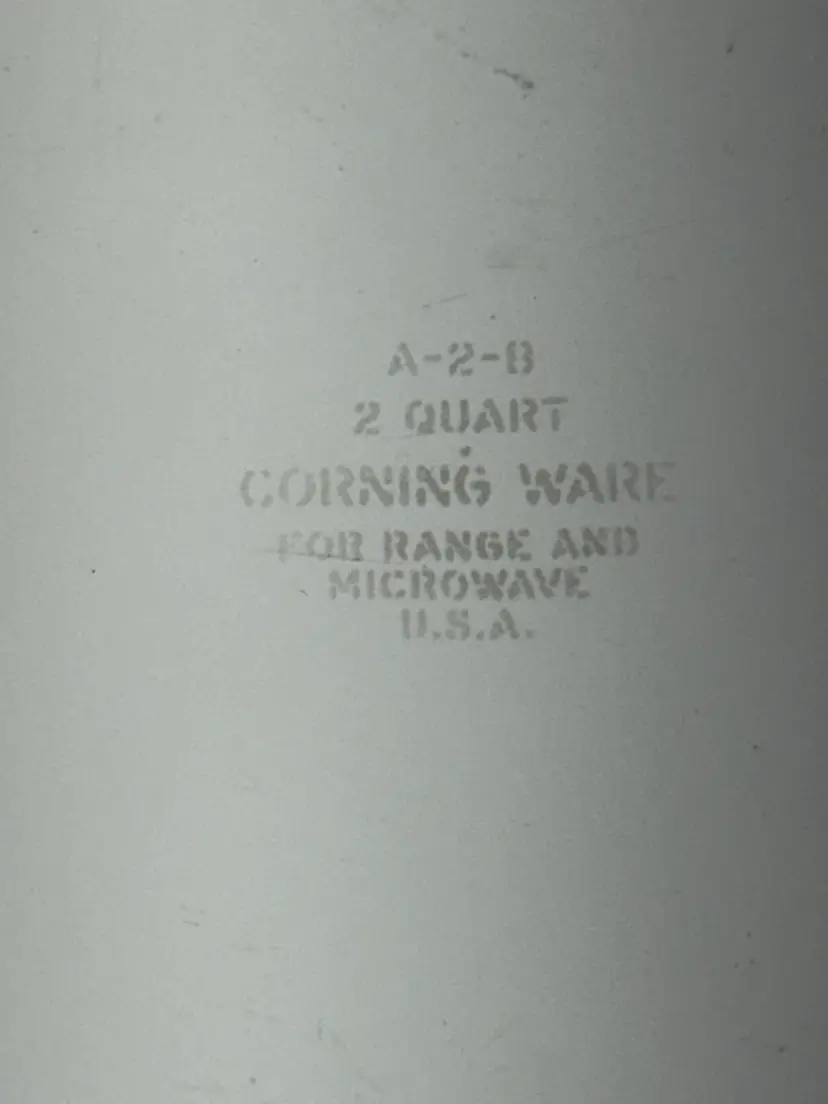 A-2-B
2 QUART
CORNING WARE
FOR RANGE AND
MICROWAVE
U.S.A.